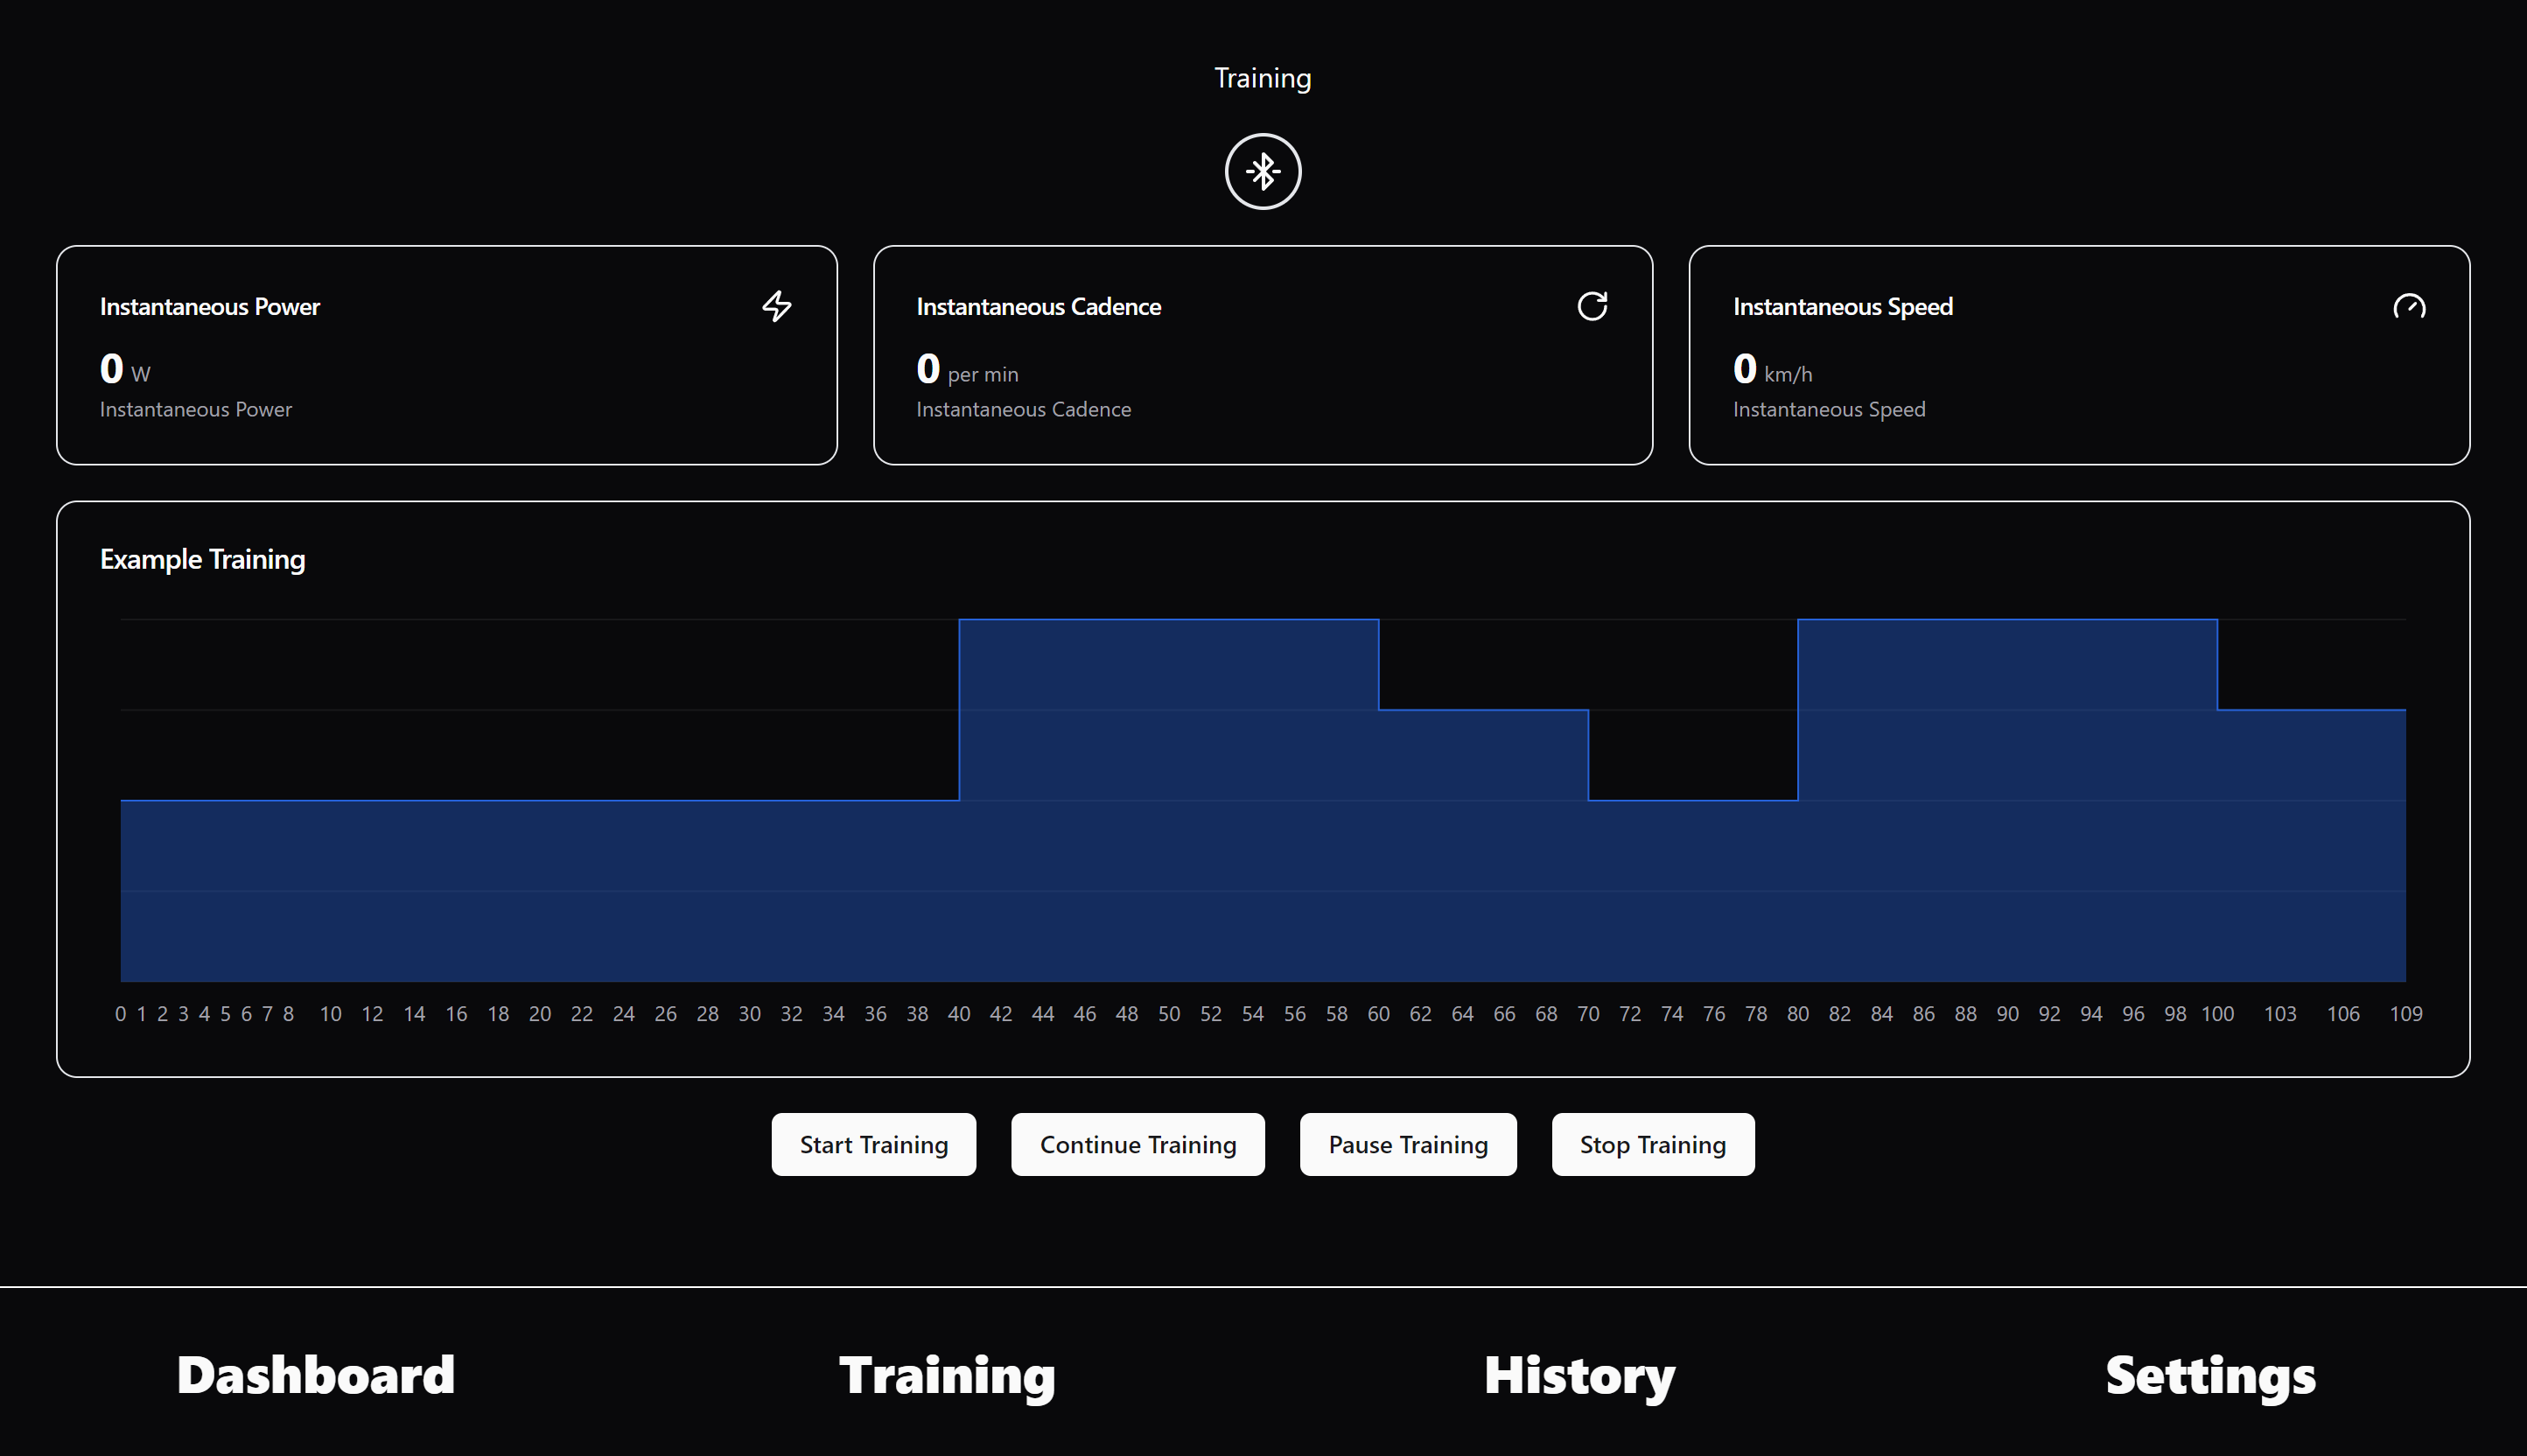 Training
Instantaneous Power
0 W
Instantaneous Power
Instantaneous Cadence
0 per min
Instantaneous Cadence
Instantaneous Speed
0 km/h
Instantaneous Speed
Example Training
0 1 2 3 4 5 6 7 8 10 12 14 16 18 20 22 24 26 28 30 32 34 36 38 40 42 44 46 48 50 52 54 56 58 60 62 64 66 68 70 72 74 76 78 80 82 84 86 88 90 92 94 96 98 100 103 106 109
Start Training Continue Training Pause Training Stop Training
Dashboard Training History Settings